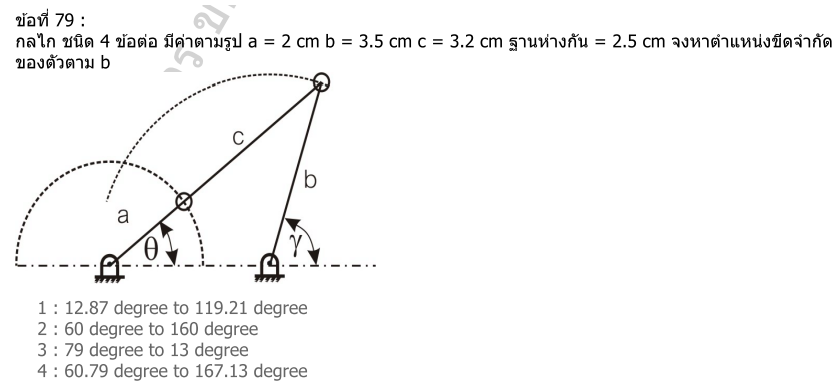 ข้อที่ 79 :
กลไก ชนิด 4 ข้อต่อ มีค่าตามรูป a = 2 cm b = 3.5 cm c = 3.2 cm ฐานห่างกัน = 2.5 cm จงหาตำแหน่งขีดจำกัด
ของตัวตาม b
c
b
a
θ
γ
1 : 12.87 degree to 119.21 degree
2 : 60 degree to 160 degree
3 : 79 degree to 13 degree
4 : 60.79 degree to 167.13 degree